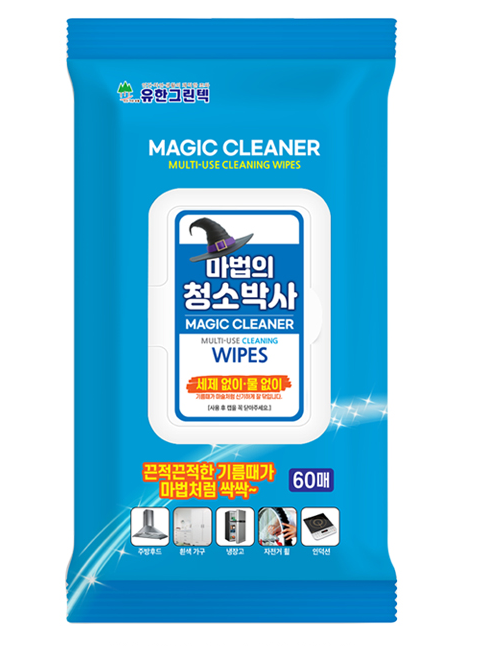 유한그린텍
MAGIC CLEANER
MULTI-USE CLEANING WIPES
마법의
청소박사
MAGIC CLEANER
MULTI-USE CLEANING
WIPES
세제 없이·물 없이
기름때가 마술처럼 신기하게 잘 닦입니다.
[사용 후 캡을 꼭 닫아주세요.]
끈적끈적한 기름때가
마법처럼 싹싹~
60매
주방후드 흰색 가구 냉장고 자전거 휠 인덕션